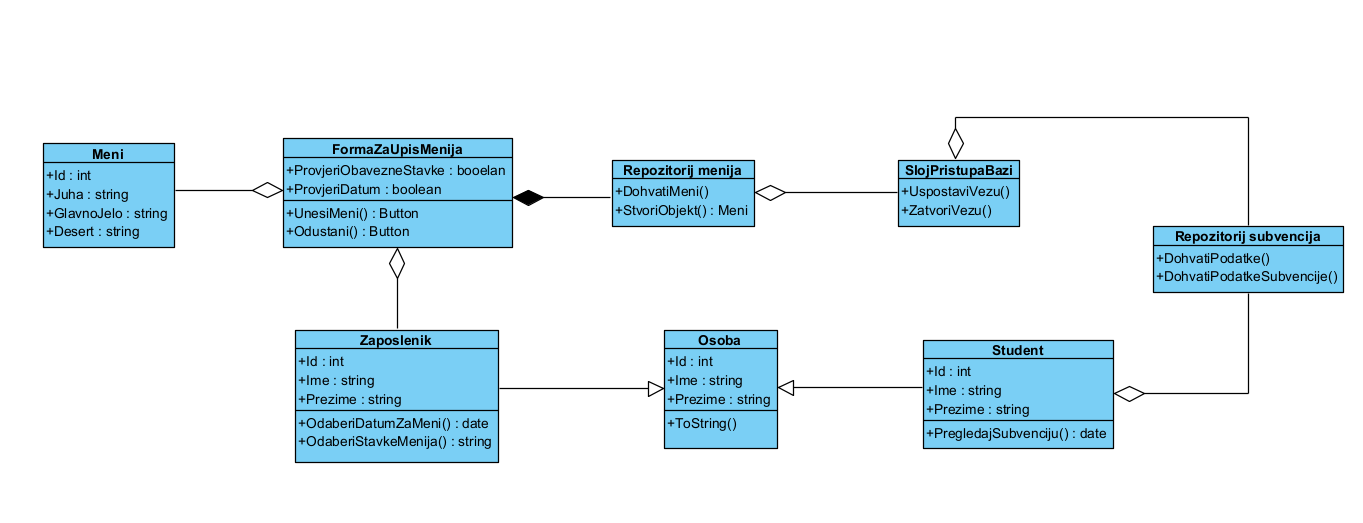 Meni
+Id : int
+Juha : string
+GlavnoJelo : string
+Desert : string
FormaZaUpisMenija
+ProvjeriObavezneStavke : booelan
+ProvjeriDatum : boolean
+UnesiMeni() : Button
+Odustani() : Button
Repozitorij menija
+DohvatiMeni()
+StvoriObjekt() : Meni
SlojPristupaBazi
+UspostaviVezu()
+ZatvoriVezu()
Repozitorij subvencija
+DohvatiPodatke()
+DohvatiPodatkeSubvencije()
Zaposlenik
+Id : int
+Ime : string
+Prezime : string
+OdaberiDatumZaMeni() : date
+OdaberiStavkeMenija() : string
Osoba
+Id : int
+Ime : string
+Prezime : string
+ToString()
Student
+Id : int
+Ime : string
+Prezime : string
+PregledajSubvenciju() : date